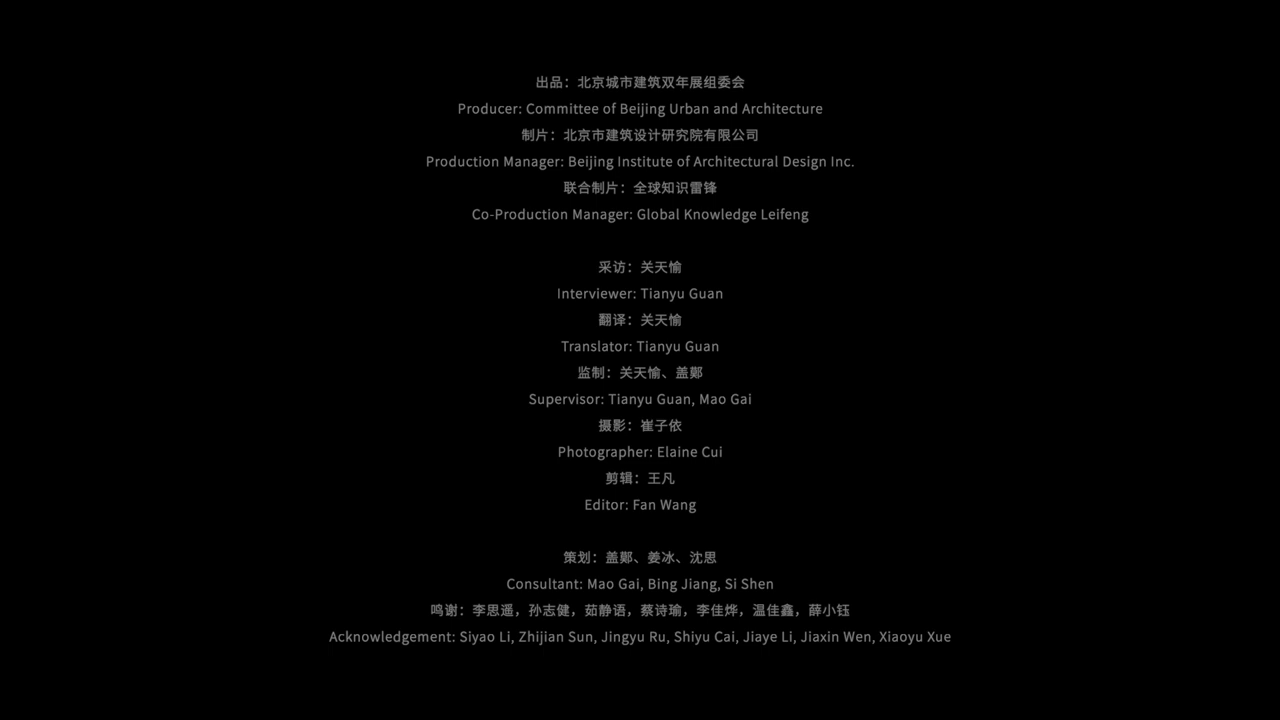 出品：北京城市建筑双年展组委会
Producer: Committee of Beijing Urban and Architecture
制片：北京市建筑设计研究院有限公司
Production Manager: Beijing Institute of Architectural Design Inc.
联合制片：全球知识雷锋
Co-Production Manager: Global Knowledge Leifeng
采访：关天愉
Interviewer: Tianyu Guan
翻译：关天愉
Translator: Tianyu Guan
监制：关天愉、盖鄮
Supervisor: Tianyu Guan, Mao Gai
摄影：崔子依
Photographer: Elaine Cui
剪辑：王凡
Editor: Fan Wang
策划：盖鄮、姜冰、沈思
Consultant: Mao Gai, Bing Jiang, Si Shen
鸣谢：李思遥，孙志健，茹静语，蔡诗瑜，李佳烨，温佳鑫，薛小钰
Acknowledgement: Siyao Li, Zhijian Sun, Jingyu Ru, Shiyu Cai, Jiaye Li, Jiaxin Wen, Xiaoyu Xue